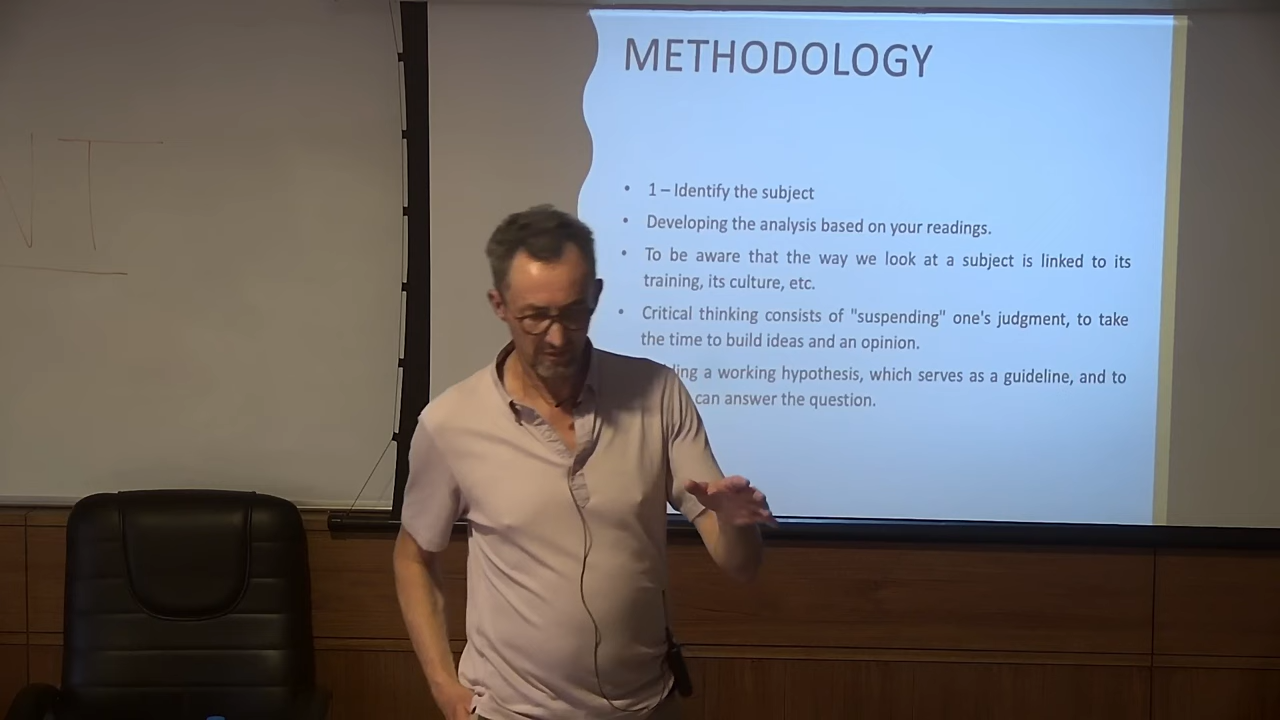 NT
METHODOLOGY
• 1 – Identify the subject
• Developing the analysis based on your readings.
• To be aware that the way we look at a subject is linked to its
training, its culture, etc.
• Critical thinking consists of "suspending" one's judgment, to take
the time to build ideas and an opinion.
a working hypothesis, which serves as a guideline, and to
can answer the question.